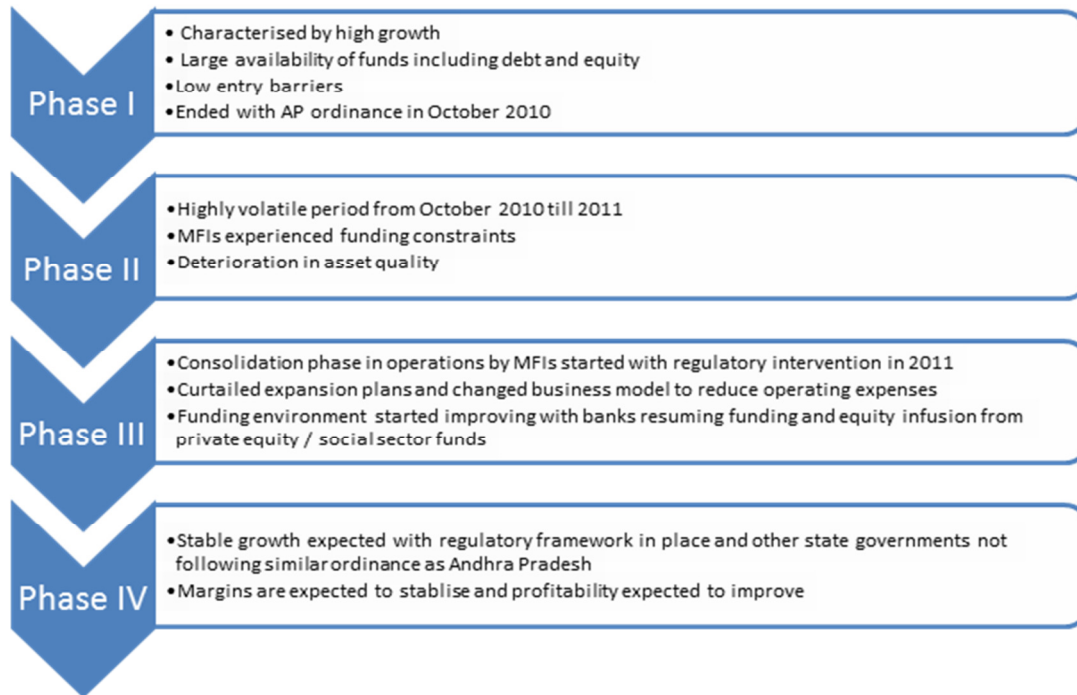 Phase I
• Characterised by high growth
• Large availability of funds including debt and equity
•Low entry barriers
•Ended with AP ordinance in October 2010
Phase II
•Highly volatile period from October 2010 till 2011
•MFIs experienced funding constraints
•Deterioration in asset quality
Phase III
•Consolidation phase in operations by MFIs started with regulatory intervention in 2011
•Curtailed expansion plans and changed business model to reduce operating expenses
•Funding environment started improving with banks resuming funding and equity infusion from
private equity / social sector funds
Phase IV
•Stable growth expected with regulatory framework in place and other state governments not
following similar ordinance as Andhra Pradesh
•Margins are expected to stablise and profitability expected to improve